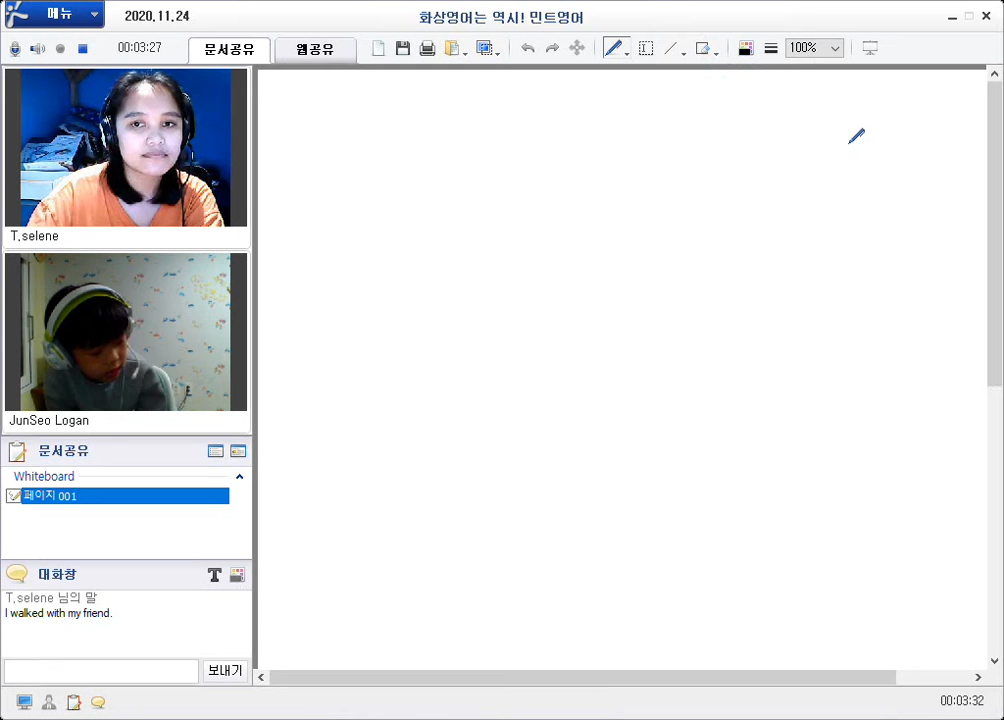 메뉴
2020.11.24
화상영어는 역시! 민트영어
00:03:27
문서공유
웹공유
100%
T.selene
JunSeo Logan
문서공유
Whiteboard
페이지 001
대화창
T
T.selene 님의 말
I walked with my friend.
보내기
00:03:32